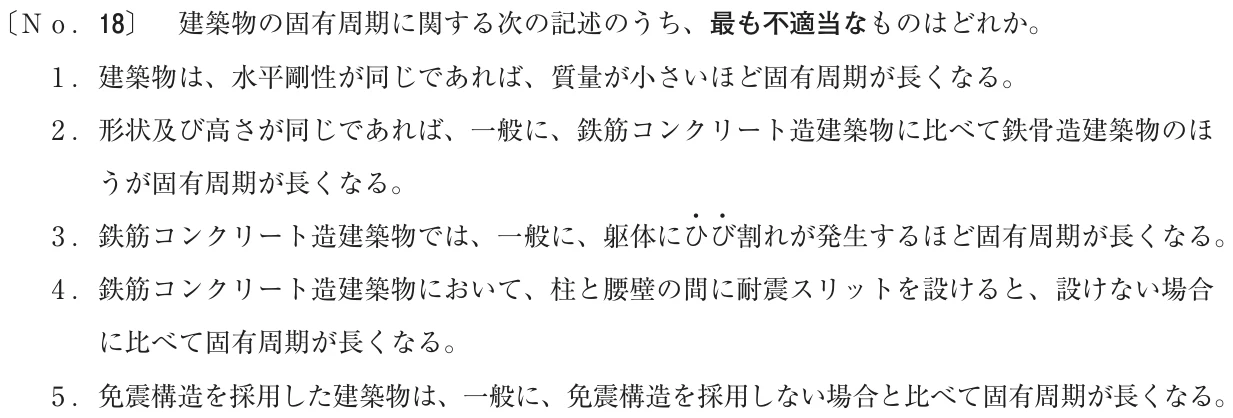 〔Ｎｏ．18〕　建築物の固有周期に関する次の記述のうち、最も不適当なものはどれか。
１．建築物は、水平剛性が同じであれば、質量が小さいほど固有周期が長くなる。
２．形状及び高さが同じであれば、一般に、鉄筋コンクリート造建築物に比べて鉄骨造建築物のほ
うが固有周期が長くなる。
３．鉄筋コンクリート造建築物では、一般に、躯体にひび割れが発生するほど固有周期が長くなる。
４．鉄筋コンクリート造建築物において、柱と腰壁の間に耐震スリットを設けると、設けない場合
に比べて固有周期が長くなる。
５．免震構造を採用した建築物は、一般に、免震構造を採用しない場合と比べて固有周期が長くなる。